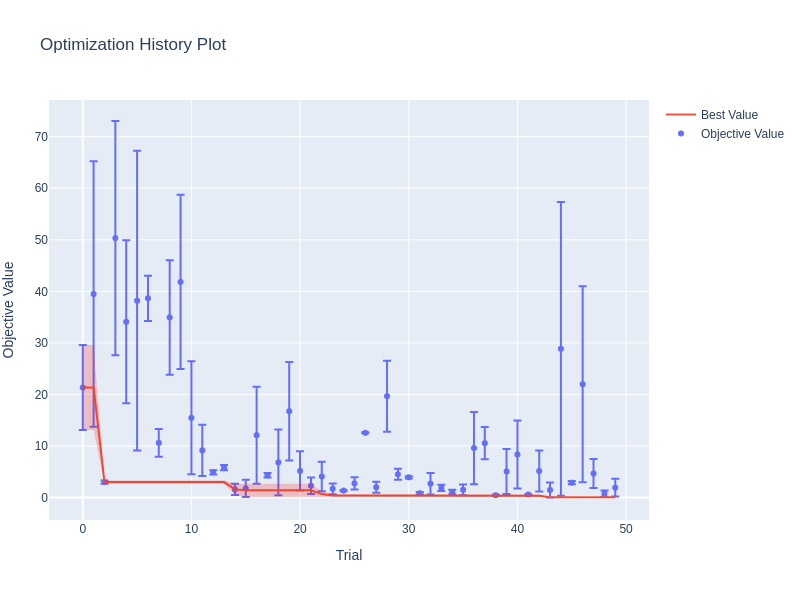 Optimization History Plot
Best Value
Objective Value
70
60
50
40
30
20
10
0
Objective Value
0 10 20 30 40 50
Trial